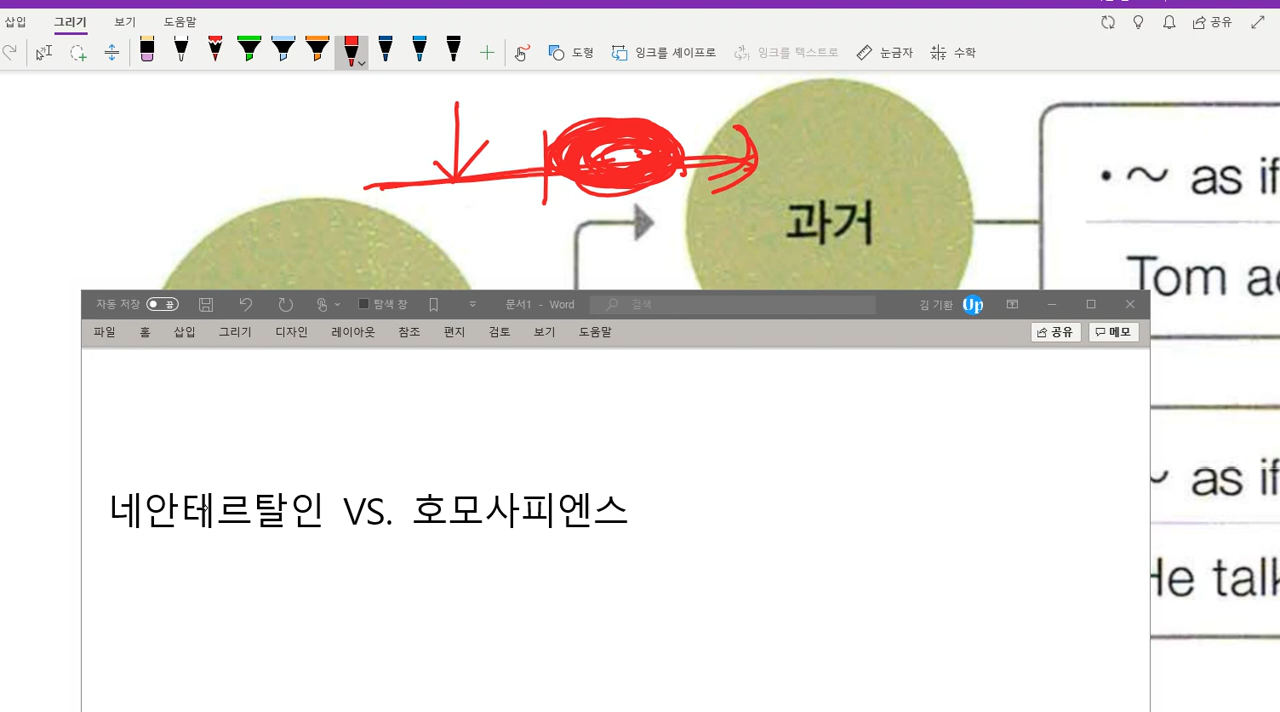 삽입 그리기 보기 도움말
공유
도형 잉크를 셰이프로 잉크를 텍스트로 눈금자 수학
과거
• ~ as if
Tom
자동 저장 끔 탐색 창 문서1 - Word 검색 김 기환 Up
파일 홈 삽입 그리기 디자인 레이아웃 참조 편지 검토 보기 도움말 공유 메모
네안테르탈인 VS. 호모사피엔스
~ as if
He talk